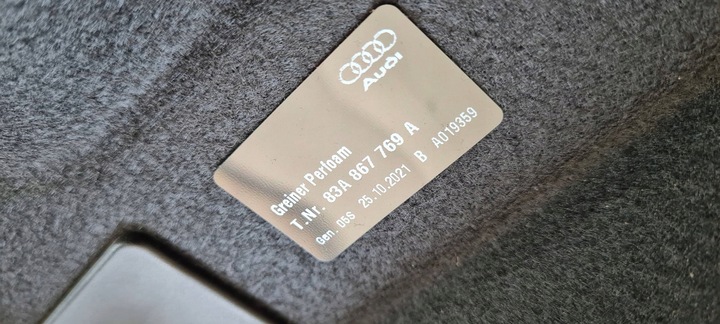 Audi
Greiner Perfoam
T.Nr. 83A 867 769 A
Gen. 05S 25.10.2021 B A019359